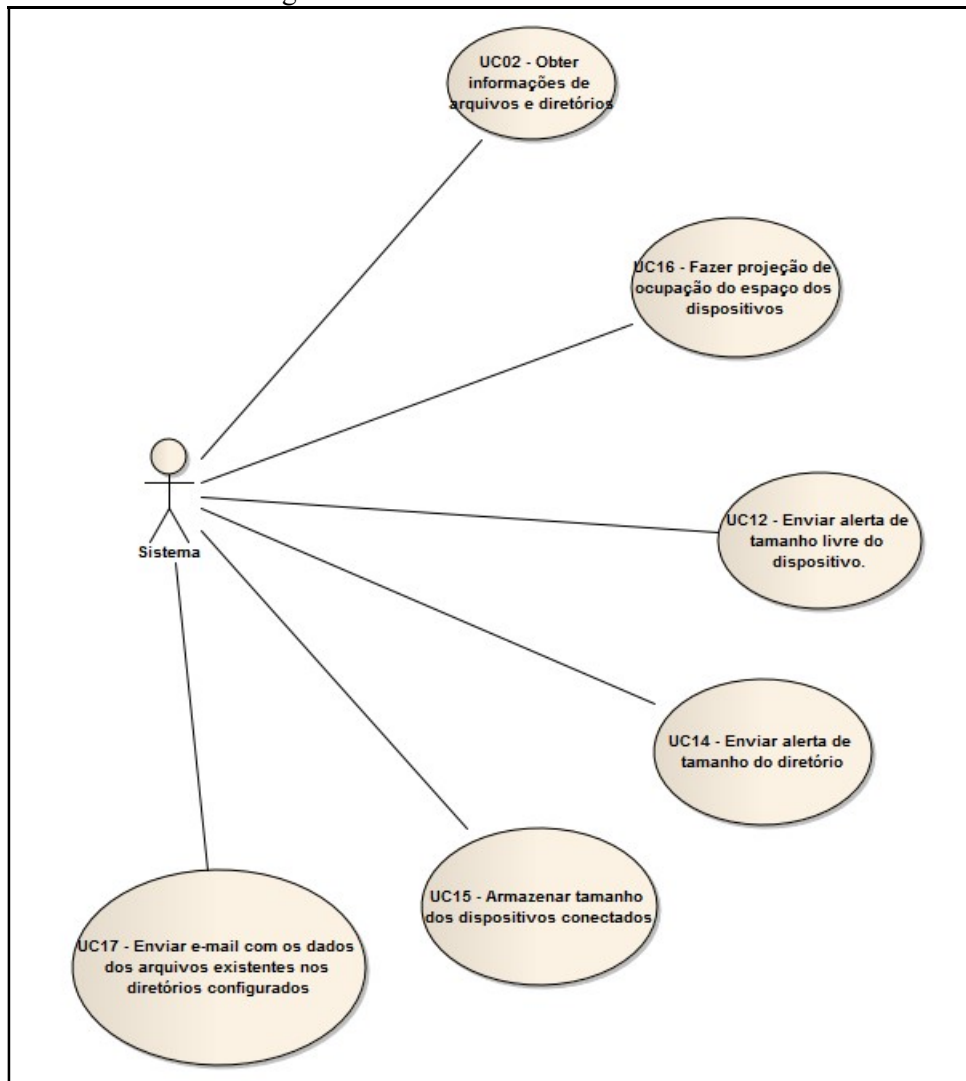 UC02 - Obter
informações de
arquivos e diretórios
UC16 - Fazer projeção de
ocupação do espaço dos
dispositivos
UC12 - Enviar alerta de
tamanho livre do
dispositivo.
Sistema
UC14 - Enviar alerta de
tamanho do diretório
UC15 - Armazenar tamanho
dos dispositivos conectados
UC17 - Enviar e-mail com os dados
dos arquivos existentes nos
diretórios configurados